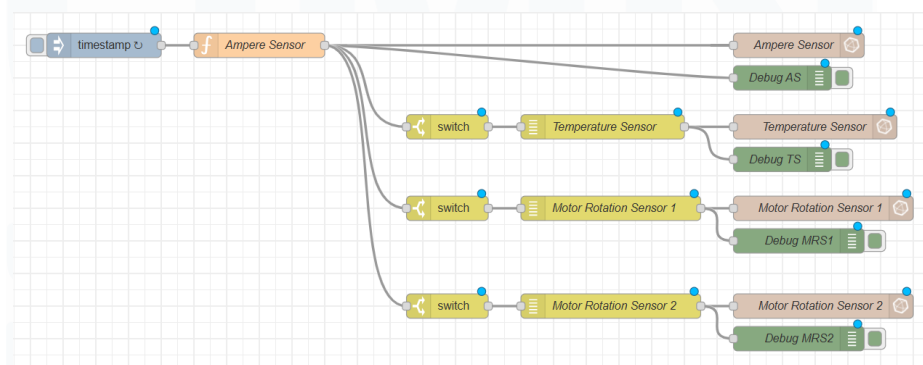 timestamp ↻
Ampere Sensor
Ampere Sensor
Debug AS
switch
Temperature Sensor
Temperature Sensor
Debug TS
switch
Motor Rotation Sensor 1
Motor Rotation Sensor 1
Debug MRS1
switch
Motor Rotation Sensor 2
Motor Rotation Sensor 2
Debug MRS2